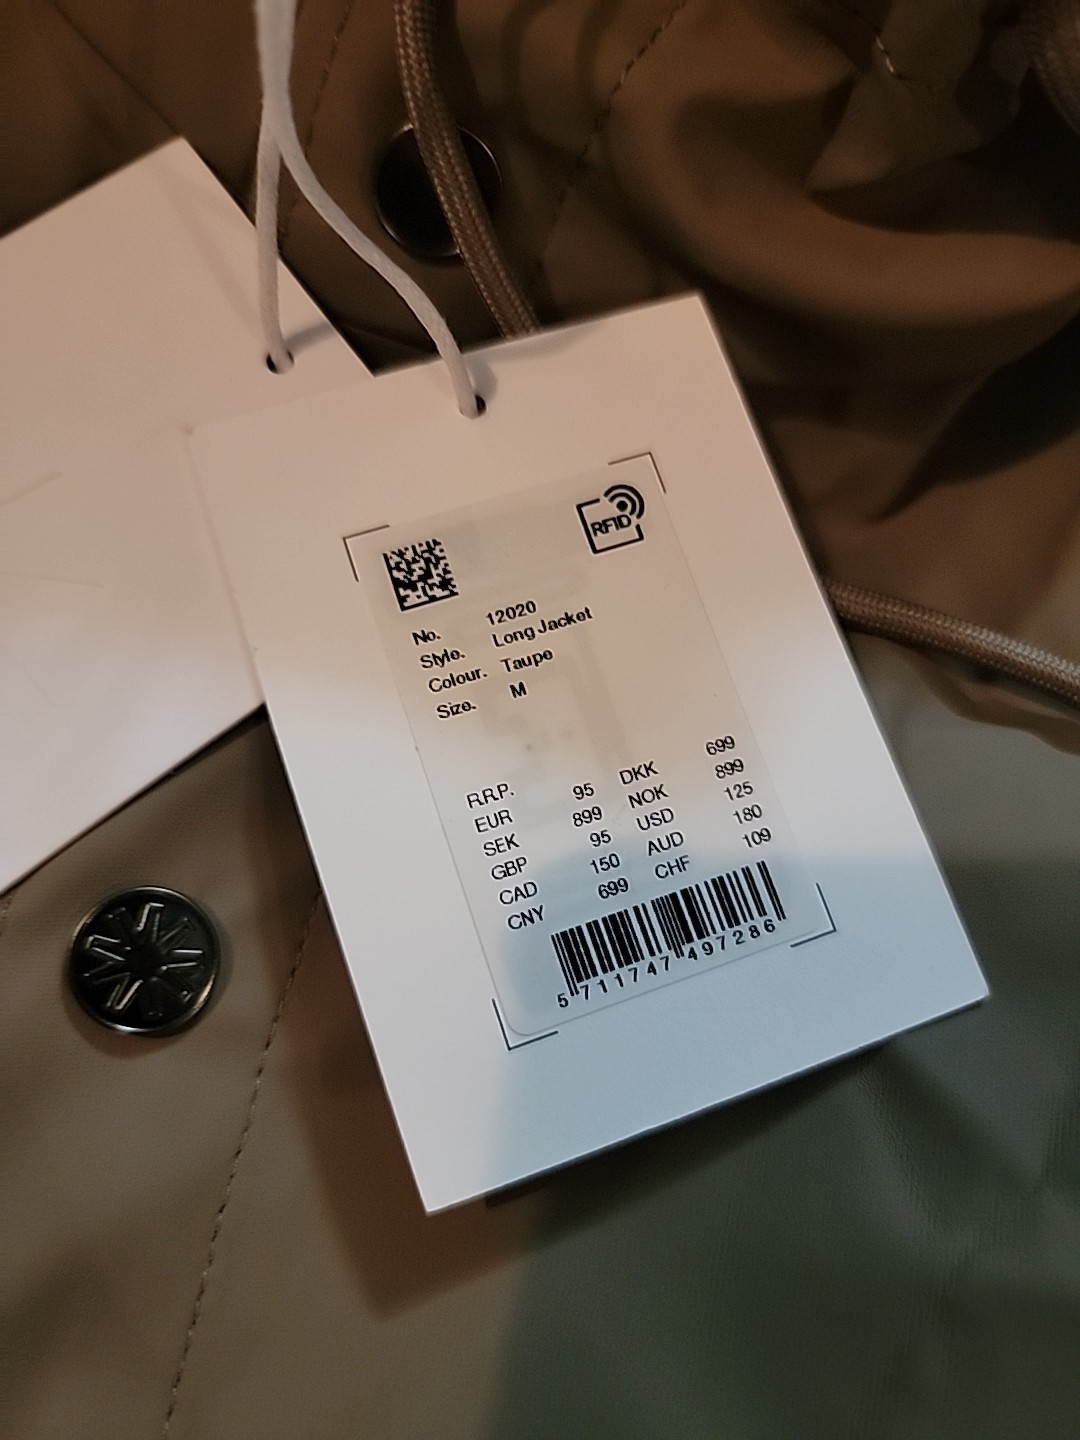 RFID
No. 12020
Style. Long Jacket
Colour. Taupe
Size. M
R.R.P.
EUR 95 DKK 699
SEK 899 NOK 899
GBP 95 USD 125
CAD 150 AUD 180
CNY 699 CHF 109
5 711747 497286